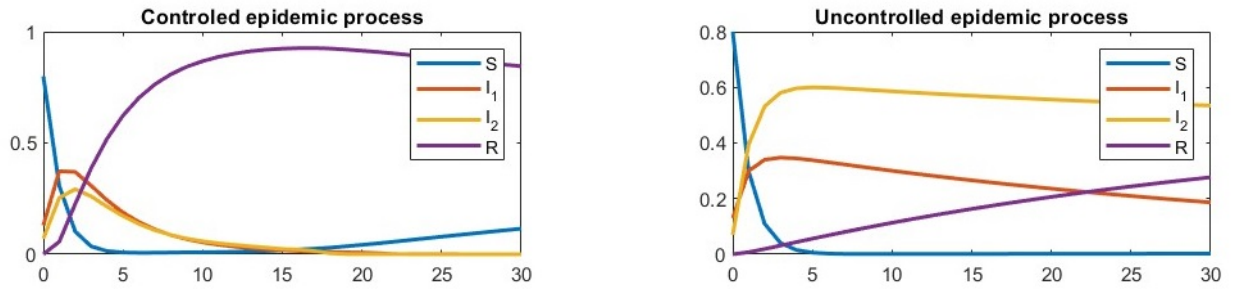 Controled epidemic process
1
0.5
0
0 5 10 15 20 25 30
S
I1
I2
R
Uncontrolled epidemic process
0.8
0.6
0.4
0.2
0
0 5 10 15 20 25 30
S
I1
I2
R